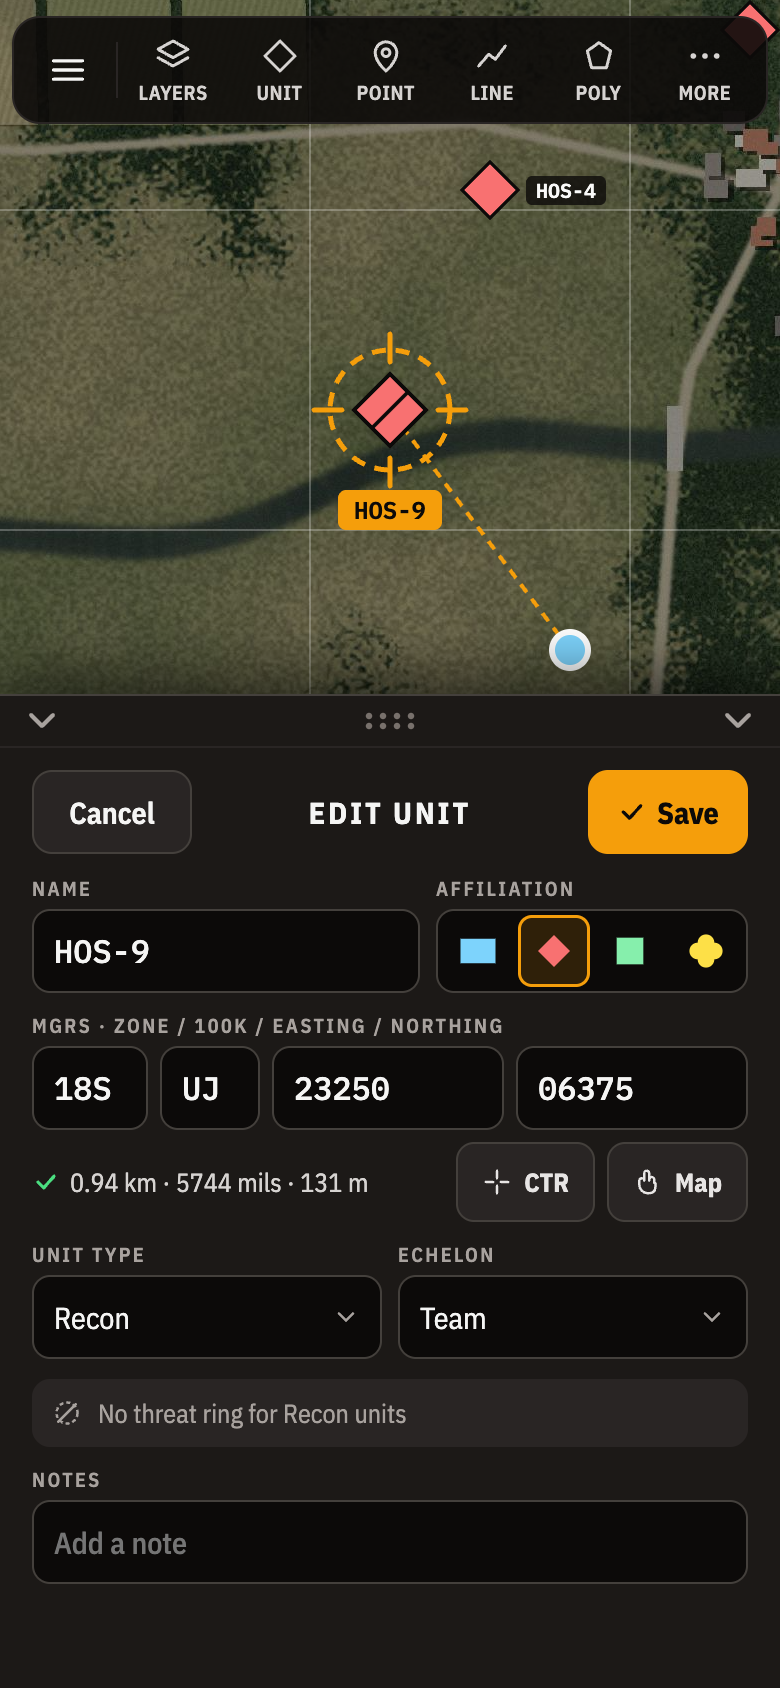 LAYERS UNIT POINT LINE POLY MORE
HOS-4
HOS-9
Cancel EDIT UNIT Save
NAME AFFILIATION
HOS-9
MGRS · ZONE / 100K / EASTING / NORTHING
18S UJ 23250 06375
0.94 km · 5744 mils · 131 m CTR Map
UNIT TYPE ECHELON
Recon Team
No threat ring for Recon units
NOTES
Add a note